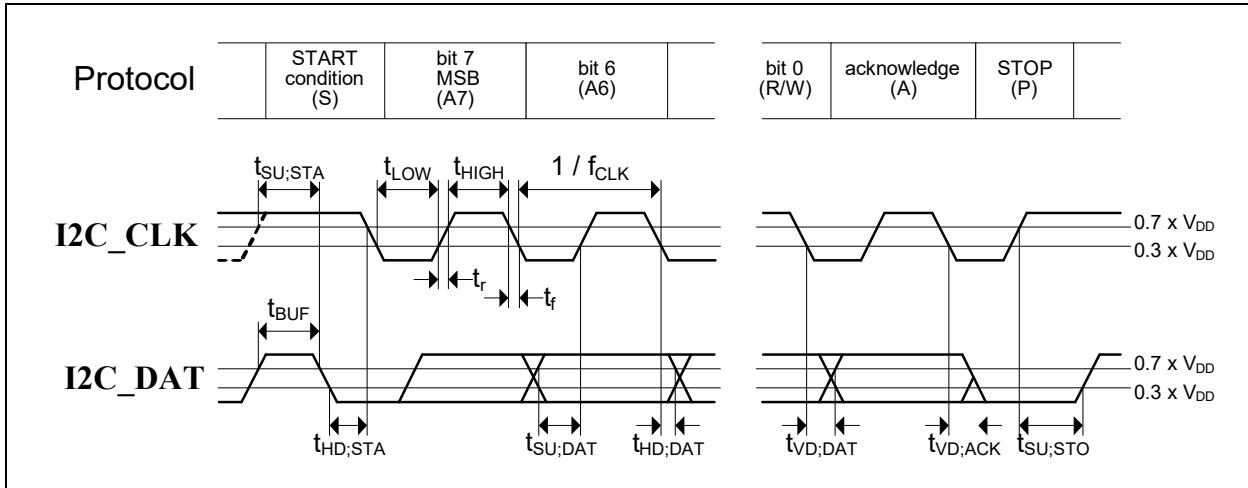 Protocol
START
condition
(S)
bit 7
MSB
(A7)
bit 6
(A6)
bit 0
(R/W)
acknowledge
(A)
STOP
(P)
tSU;STA
tLOW
tHIGH
1 / fCLK
I2C_CLK
0.7 x VDD
0.3 x VDD
tr
tf
tBUF
I2C_DAT
0.7 x VDD
0.3 x VDD
tHD;STA
tSU;DAT
tHD;DAT
tVD;DAT
tVD;ACK
tSU;STO